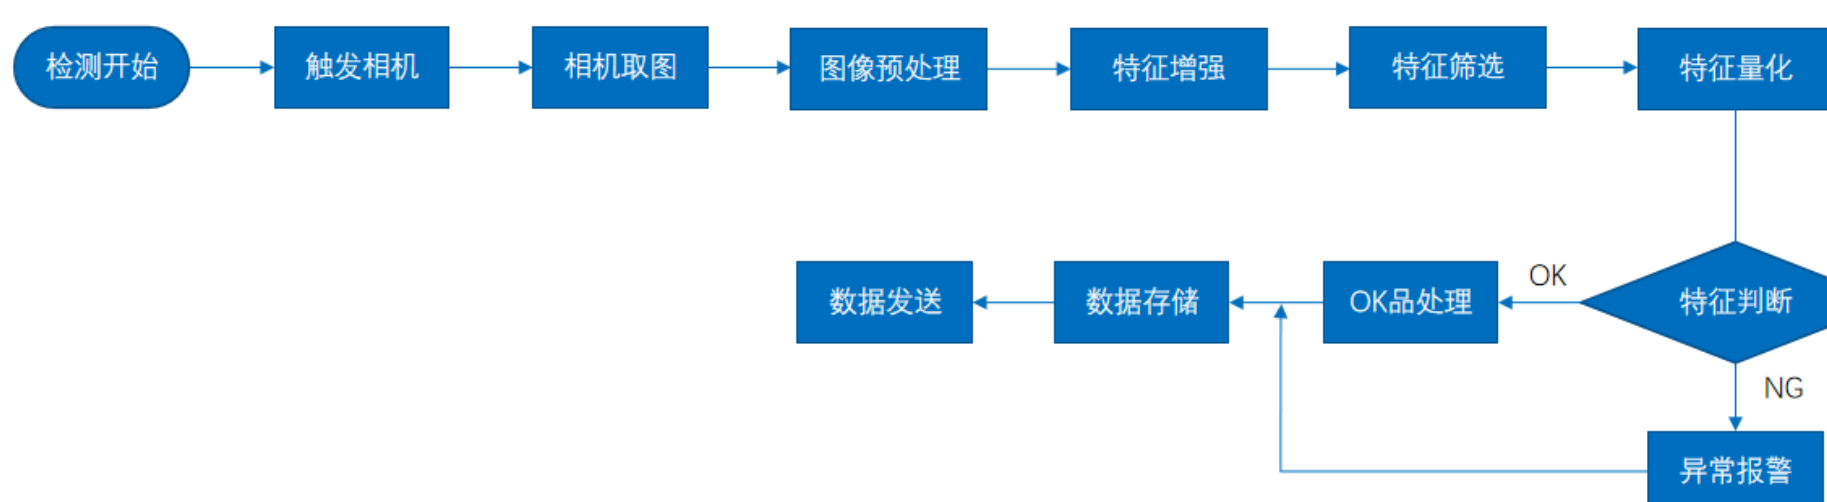 检测开始
触发相机
相机取图
图像预处理
特征增强
特征筛选
特征量化
特征判断
OK
OK品处理
数据存储
数据发送
NG
异常报警